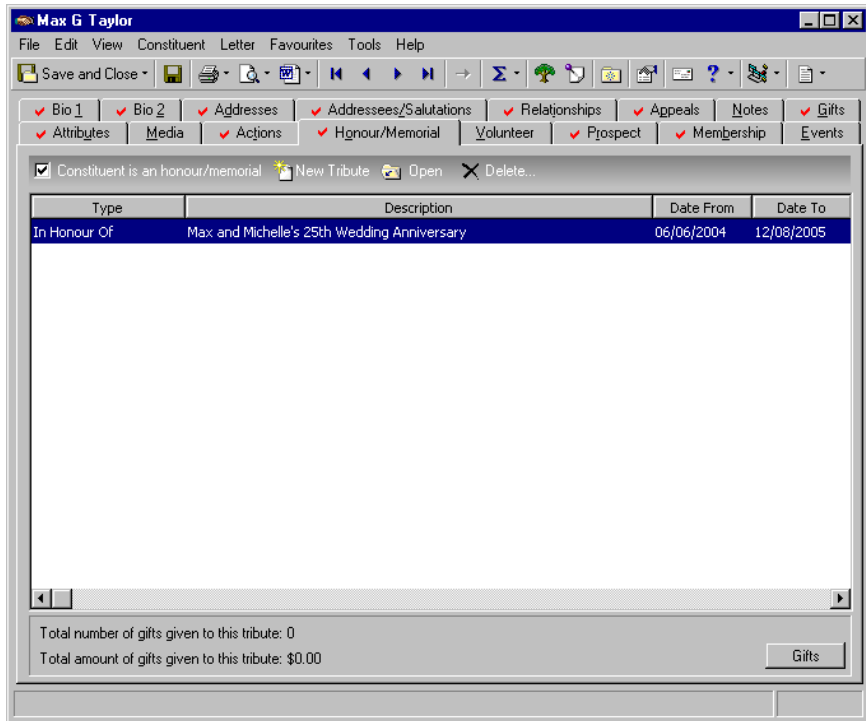 Max G Taylor
File Edit View Constituent Letter Favourites Tools Help
Save and Close
Bio 1 Bio 2 Addresses Addressees/Salutations Relationships Appeals Notes Gifts
Attributes Media Actions Honour/Memorial Volunteer Prospect Membership Events
Constituent is an honour/memorial New Tribute Open Delete...
Type Description Date From Date To
In Honour Of Max and Michelle's 25th Wedding Anniversary 06/06/2004 12/08/2005
Total number of gifts given to this tribute: 0
Total amount of gifts given to this tribute: $0.00
Gifts